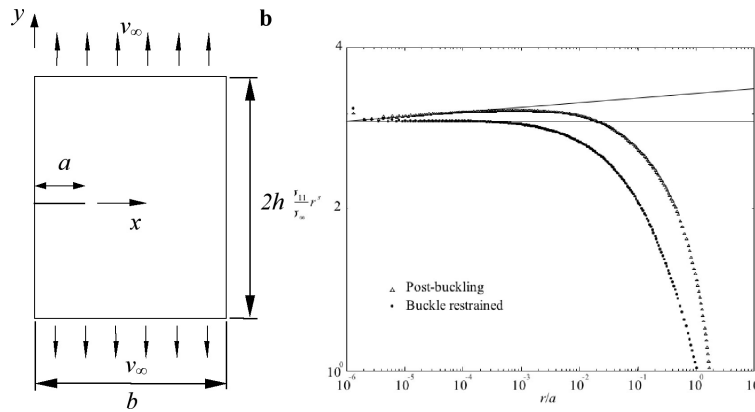 y
v∞
a
x
2h
v∞
b
b
4
2
10⁰
10⁻⁶
10⁻⁵
10⁻⁴
10⁻³
10⁻²
10⁻¹
10⁰
10
r/a
Post-buckling
Buckle restrained